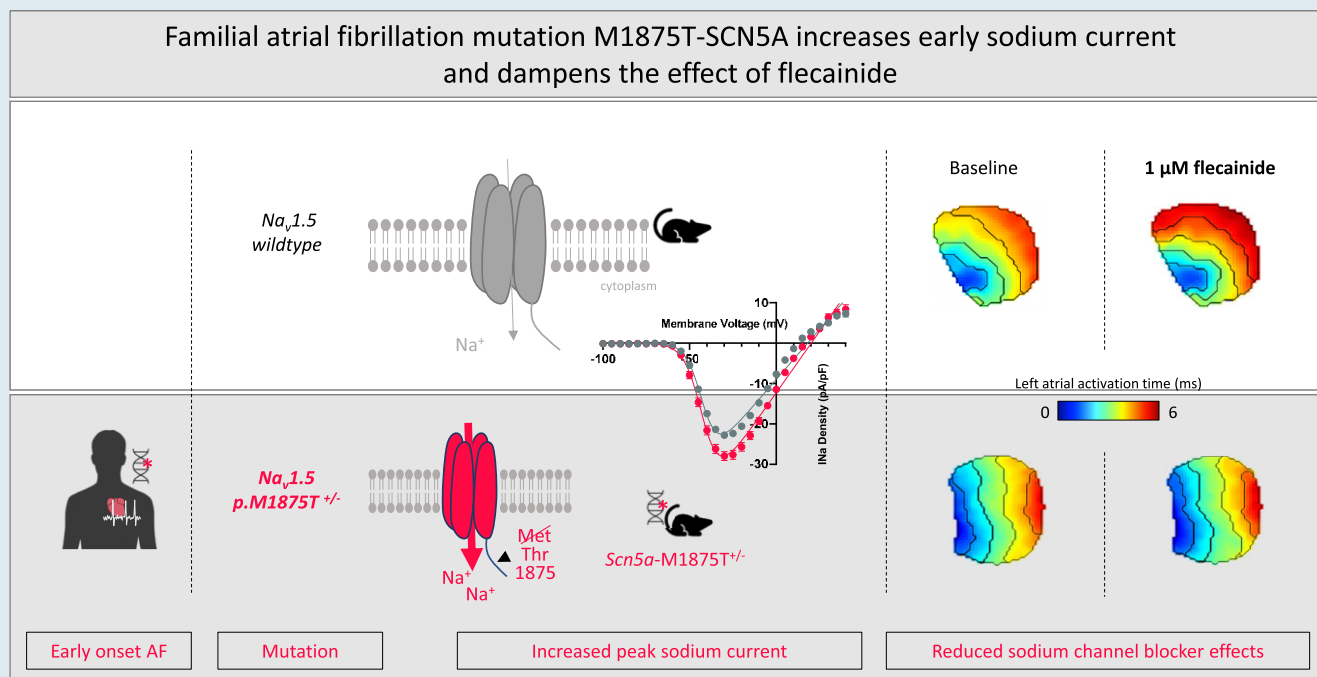 Familial atrial fibrillation mutation M1875T-SCN5A increases early sodium current
and dampens the effect of flecainide
Naᵥ1.5
wildtype
cytoplasm
Na⁺
Baseline
1 µM flecainide
10
Membrane Voltage (mV)
-100
-50
-10
-20
-30
INa Density (pA/pF)
Left atrial activation time (ms)
0
6
Naᵥ1.5
p.M1875T ⁺/⁻
Met
Thr
1875
Na⁺
Na⁺
Scn5a-M1875T⁺/⁻
Early onset AF
Mutation
Increased peak sodium current
Reduced sodium channel blocker effects